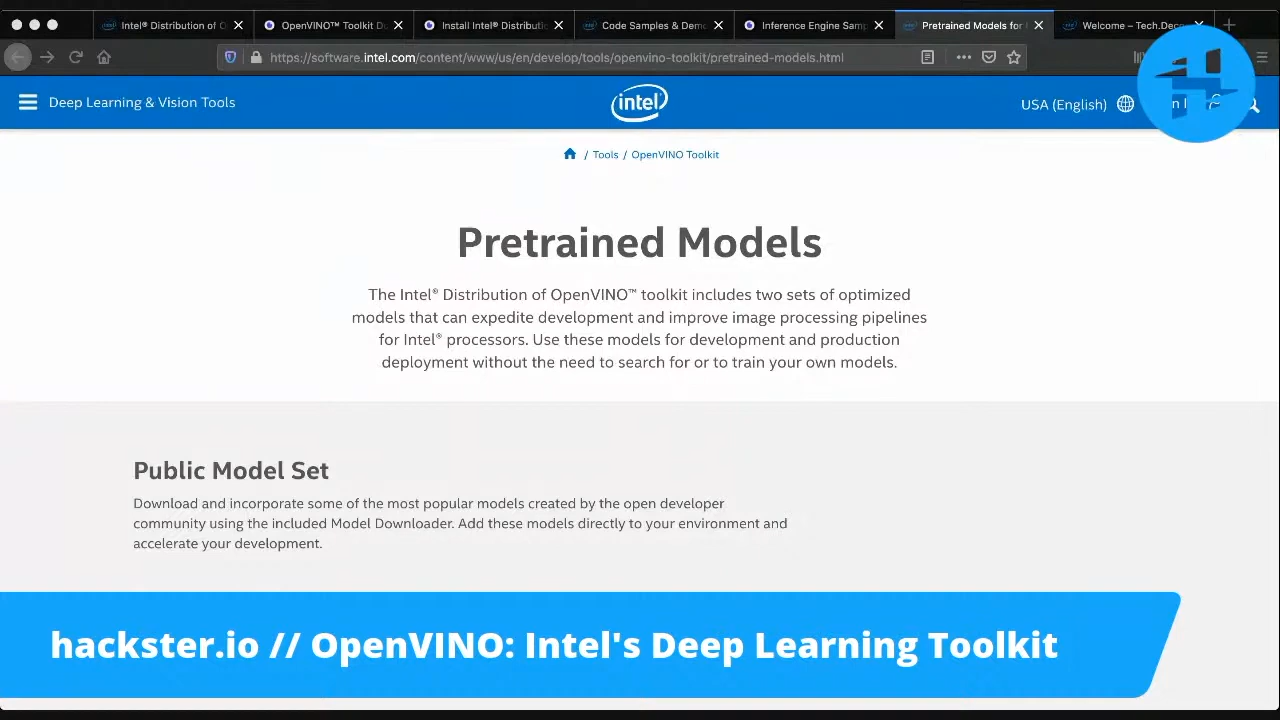 Intel® Distribution of O
OpenVINO™ Toolkit Du
Install Intel® Distributio
Code Samples & Demo
Inference Engine Samp
Pretrained Models for I
Welcome – Tech.Deco
https://software.intel.com/content/www/us/en/develop/tools/openvino-toolkit/pretrained-models.html
Deep Learning & Vision Tools
intel
USA (English)
/ Tools / OpenVINO Toolkit
Pretrained Models
The Intel® Distribution of OpenVINO™ toolkit includes two sets of optimized
models that can expedite development and improve image processing pipelines
for Intel® processors. Use these models for development and production
deployment without the need to search for or to train your own models.
Public Model Set
Download and incorporate some of the most popular models created by the open developer
community using the included Model Downloader. Add these models directly to your environment and
accelerate your development.
hackster.io // OpenVINO: Intel's Deep Learning Toolkit